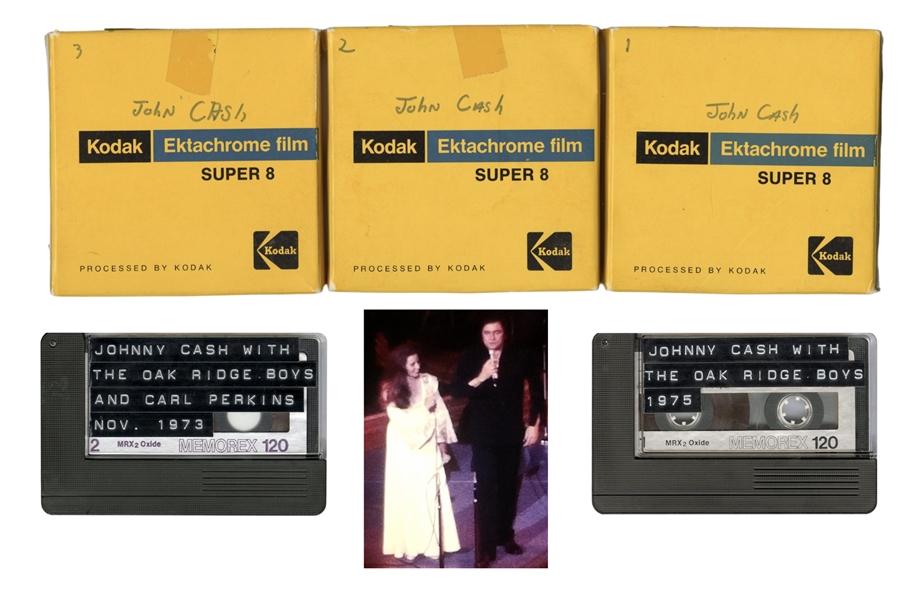 3
John CASh
Kodak Ektachrome film
SUPER 8
PROCESSED BY KODAK
Kodak
2
John Cash
Kodak Ektachrome film
SUPER 8
PROCESSED BY KODAK
Kodak
1
John Cash
Kodak Ektachrome film
SUPER 8
PROCESSED BY KODAK
Kodak
JOHNNY CASH WITH
THE OAK RIDGE BOYS
AND CARL PERKINS
NOV. 1973
2 MRX2 Oxide MEMOREX 120
JOHNNY CASH WITH
THE OAK RIDGE BOYS
1975
1 MRX2 Oxide MEMOREX 120